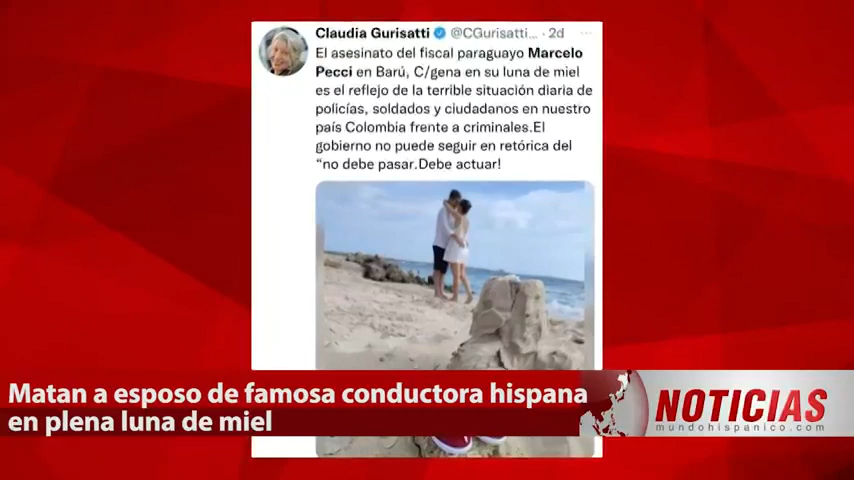 Claudia Gurisatti @CGurisatti... · 2d ...
El asesinato del fiscal paraguayo Marcelo
Pecci en Barú, C/gena en su luna de miel
es el reflejo de la terrible situación diaria de
policías, soldados y ciudadanos en nuestro
país Colombia frente a criminales.El
gobierno no puede seguir en retórica del
“no debe pasar.Debe actuar!
Matan a esposo de famosa conductora hispana
en plena luna de miel
NOTICIAS
mundohispanico.com